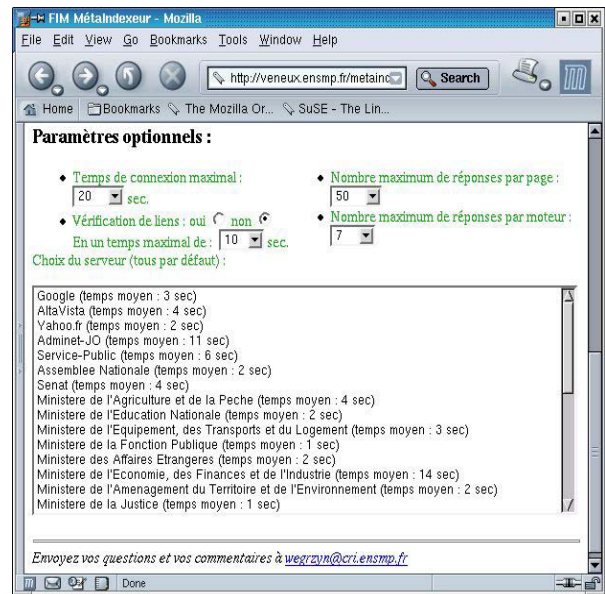 FIM MétaIndexeur - Mozilla
File Edit View Go Bookmarks Tools Window Help
http://veneux.ensmp.fr/metainc Search
Home Bookmarks The Mozilla Or... SuSE - The Lin...
Paramètres optionnels :
Temps de connexion maximal :
20 sec.
Nombre maximum de réponses par page :
50
Vérification de liens : oui non
En un temps maximal de : 10 sec.
Nombre maximum de réponses par moteur :
7
Choix du serveur (tous par défaut) :
Google (temps moyen : 3 sec)
AltaVista (temps moyen : 4 sec)
Yahoo.fr (temps moyen : 2 sec)
Adminet-JO (temps moyen : 11 sec)
Service-Public (temps moyen : 6 sec)
Assemblee Nationale (temps moyen : 2 sec)
Senat (temps moyen : 4 sec)
Ministere de l'Agriculture et de la Peche (temps moyen : 4 sec)
Ministere de l'Education Nationale (temps moyen : 2 sec)
Ministere de l'Equipement, des Transports et du Logement (temps moyen : 3 sec)
Ministere de la Fonction Publique (temps moyen : 1 sec)
Ministere des Affaires Etrangeres (temps moyen : 2 sec)
Ministere de l'Economie, des Finances et de l'Industrie (temps moyen : 14 sec)
Ministere de l'Amenagement du Territoire et de l'Environnement (temps moyen : 2 sec)
Ministere de la Justice (temps moyen : 1 sec)
Envoyez vos questions et vos commentaires à wegrzyn@cri.ensmp.fr
Done